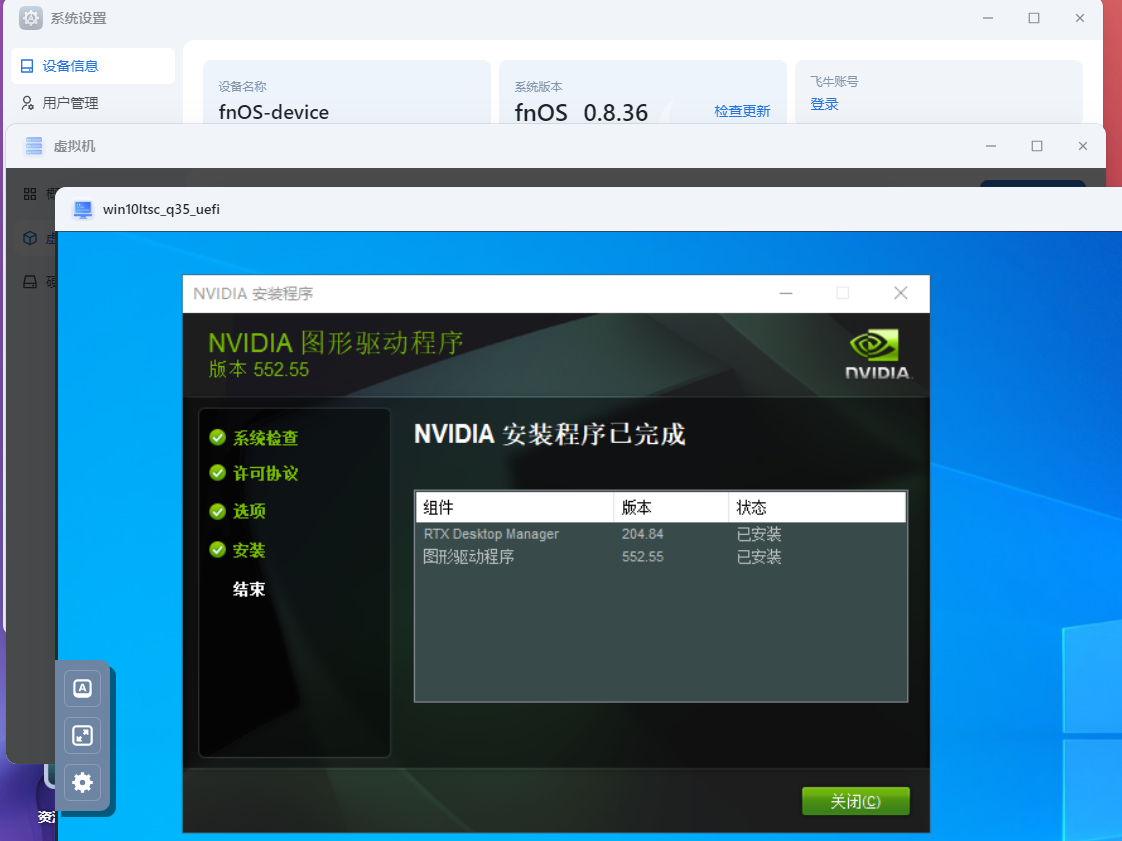 系统设置
设备信息
用户管理
设备名称
fnOS-device
系统版本
fnOS 0.8.36
检查更新
飞牛账号
登录
虚拟机
win10ltsc_q35_uefi
NVIDIA 安装程序
NVIDIA 图形驱动程序
版本 552.55
NVIDIA.
系统检查
许可协议
选项
安装
结束
NVIDIA 安装程序已完成
组件 版本 状态
RTX Desktop Manager 204.84 已安装
图形驱动程序 552.55 已安装
关闭(C)
A